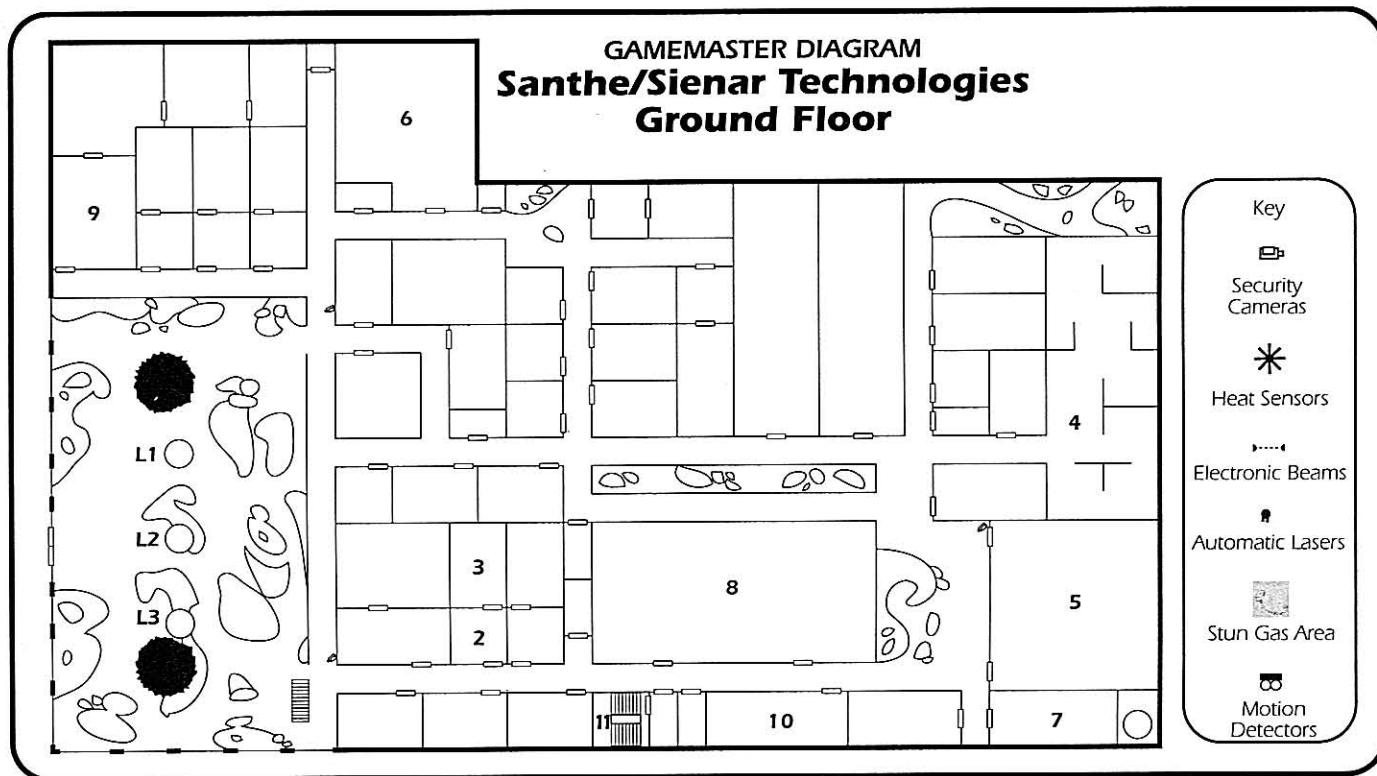 GAMEMASTER DIAGRAM
Santhe/Sienar Technologies
Ground Floor
6
9
L1
L2
L3
3
2
8
4
5
11
10
7
Key
Security
Cameras
Heat Sensors
Electronic Beams
Automatic Lasers
Stun Gas Area
Motion
Detectors